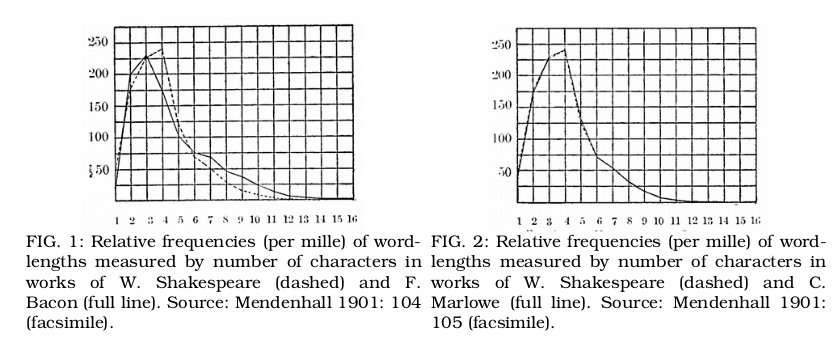 250
200
150
100
50
1 2 3 4 5 6 7 8 9 10 11 12 13 14 15 16
FIG. 1: Relative frequencies (per mille) of word-
lengths measured by number of characters in
works of W. Shakespeare (dashed) and F.
Bacon (full line). Source: Mendenhall 1901: 104
(facsimile).
250
200
150
100
50
1 2 3 4 5 6 7 8 9 10 11 12 13 14 15 16
FIG. 2: Relative frequencies (per mille) of word-
lengths measured by number of characters in
works of W. Shakespeare (dashed) and C.
Marlowe (full line). Source: Mendenhall 1901:
105 (facsimile).